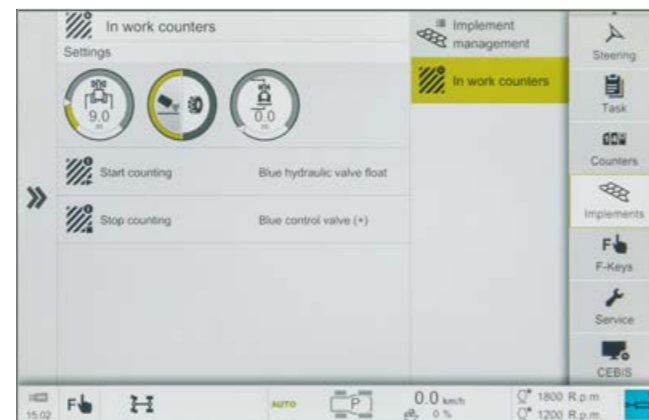 In work counters
Settings
9.0
m
0.0
m
Start counting
Blue hydraulic valve float
Stop counting
Blue control valve (+)
Implement
management
In work counters
Steering
Task
Counters
Implements
F-Keys
Service
CEBIS
15:02
F
AUTO
P
0.0 km/h
0 %
1800 R.p.m.
1200 R.p.m.